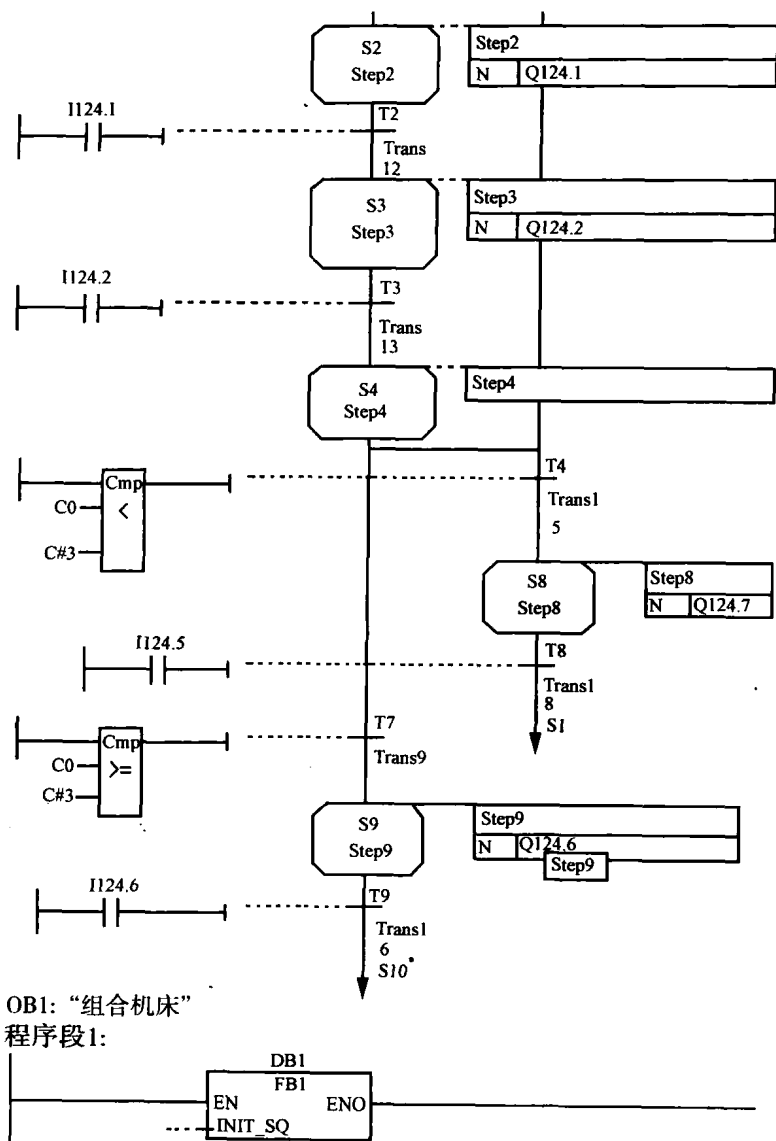 S2
Step2
Step2
N Q124.1
I124.1
T2
Trans
12
S3
Step3
Step3
N Q124.2
I124.2
T3
Trans
13
S4
Step4
Step4
T4
Cmp
C0
<
C#3
Trans1
5
S8
Step8
Step8
N Q124.7
I124.5
T8
Trans1
8
S1
T7
Cmp
C0
>=
C#3
Trans9
S9
Step9
Step9
N Q124.6
Step9
I124.6
T9
Trans1
6
S10
OB1: “组合机床”
程序段1:
DB1
FB1
EN ENO
INIT_SQ